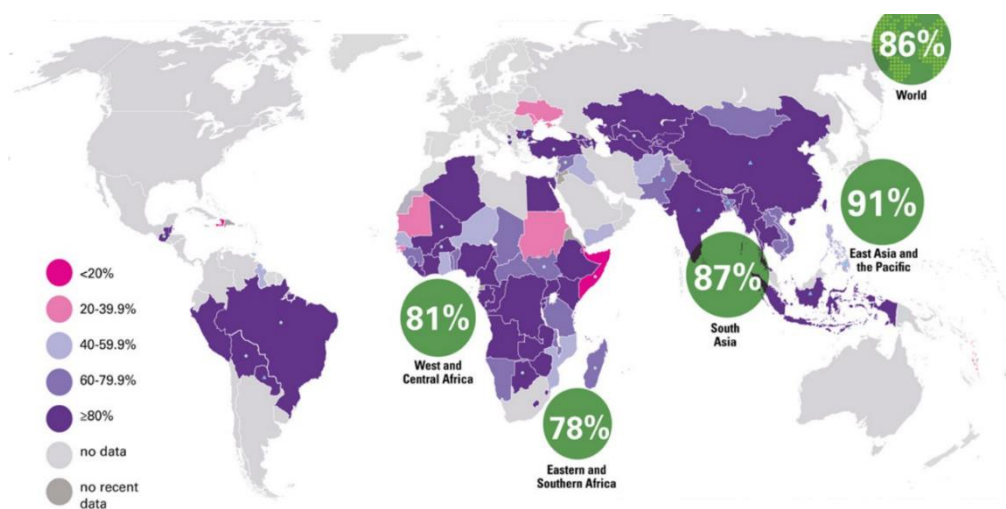 86%
World
91%
East Asia and
the Pacific
87%
South
Asia
81%
West and
Central Africa
78%
Eastern and
Southern Africa
<20%
20-39.9%
40-59.9%
60-79.9%
≥80%
no data
no recent
data